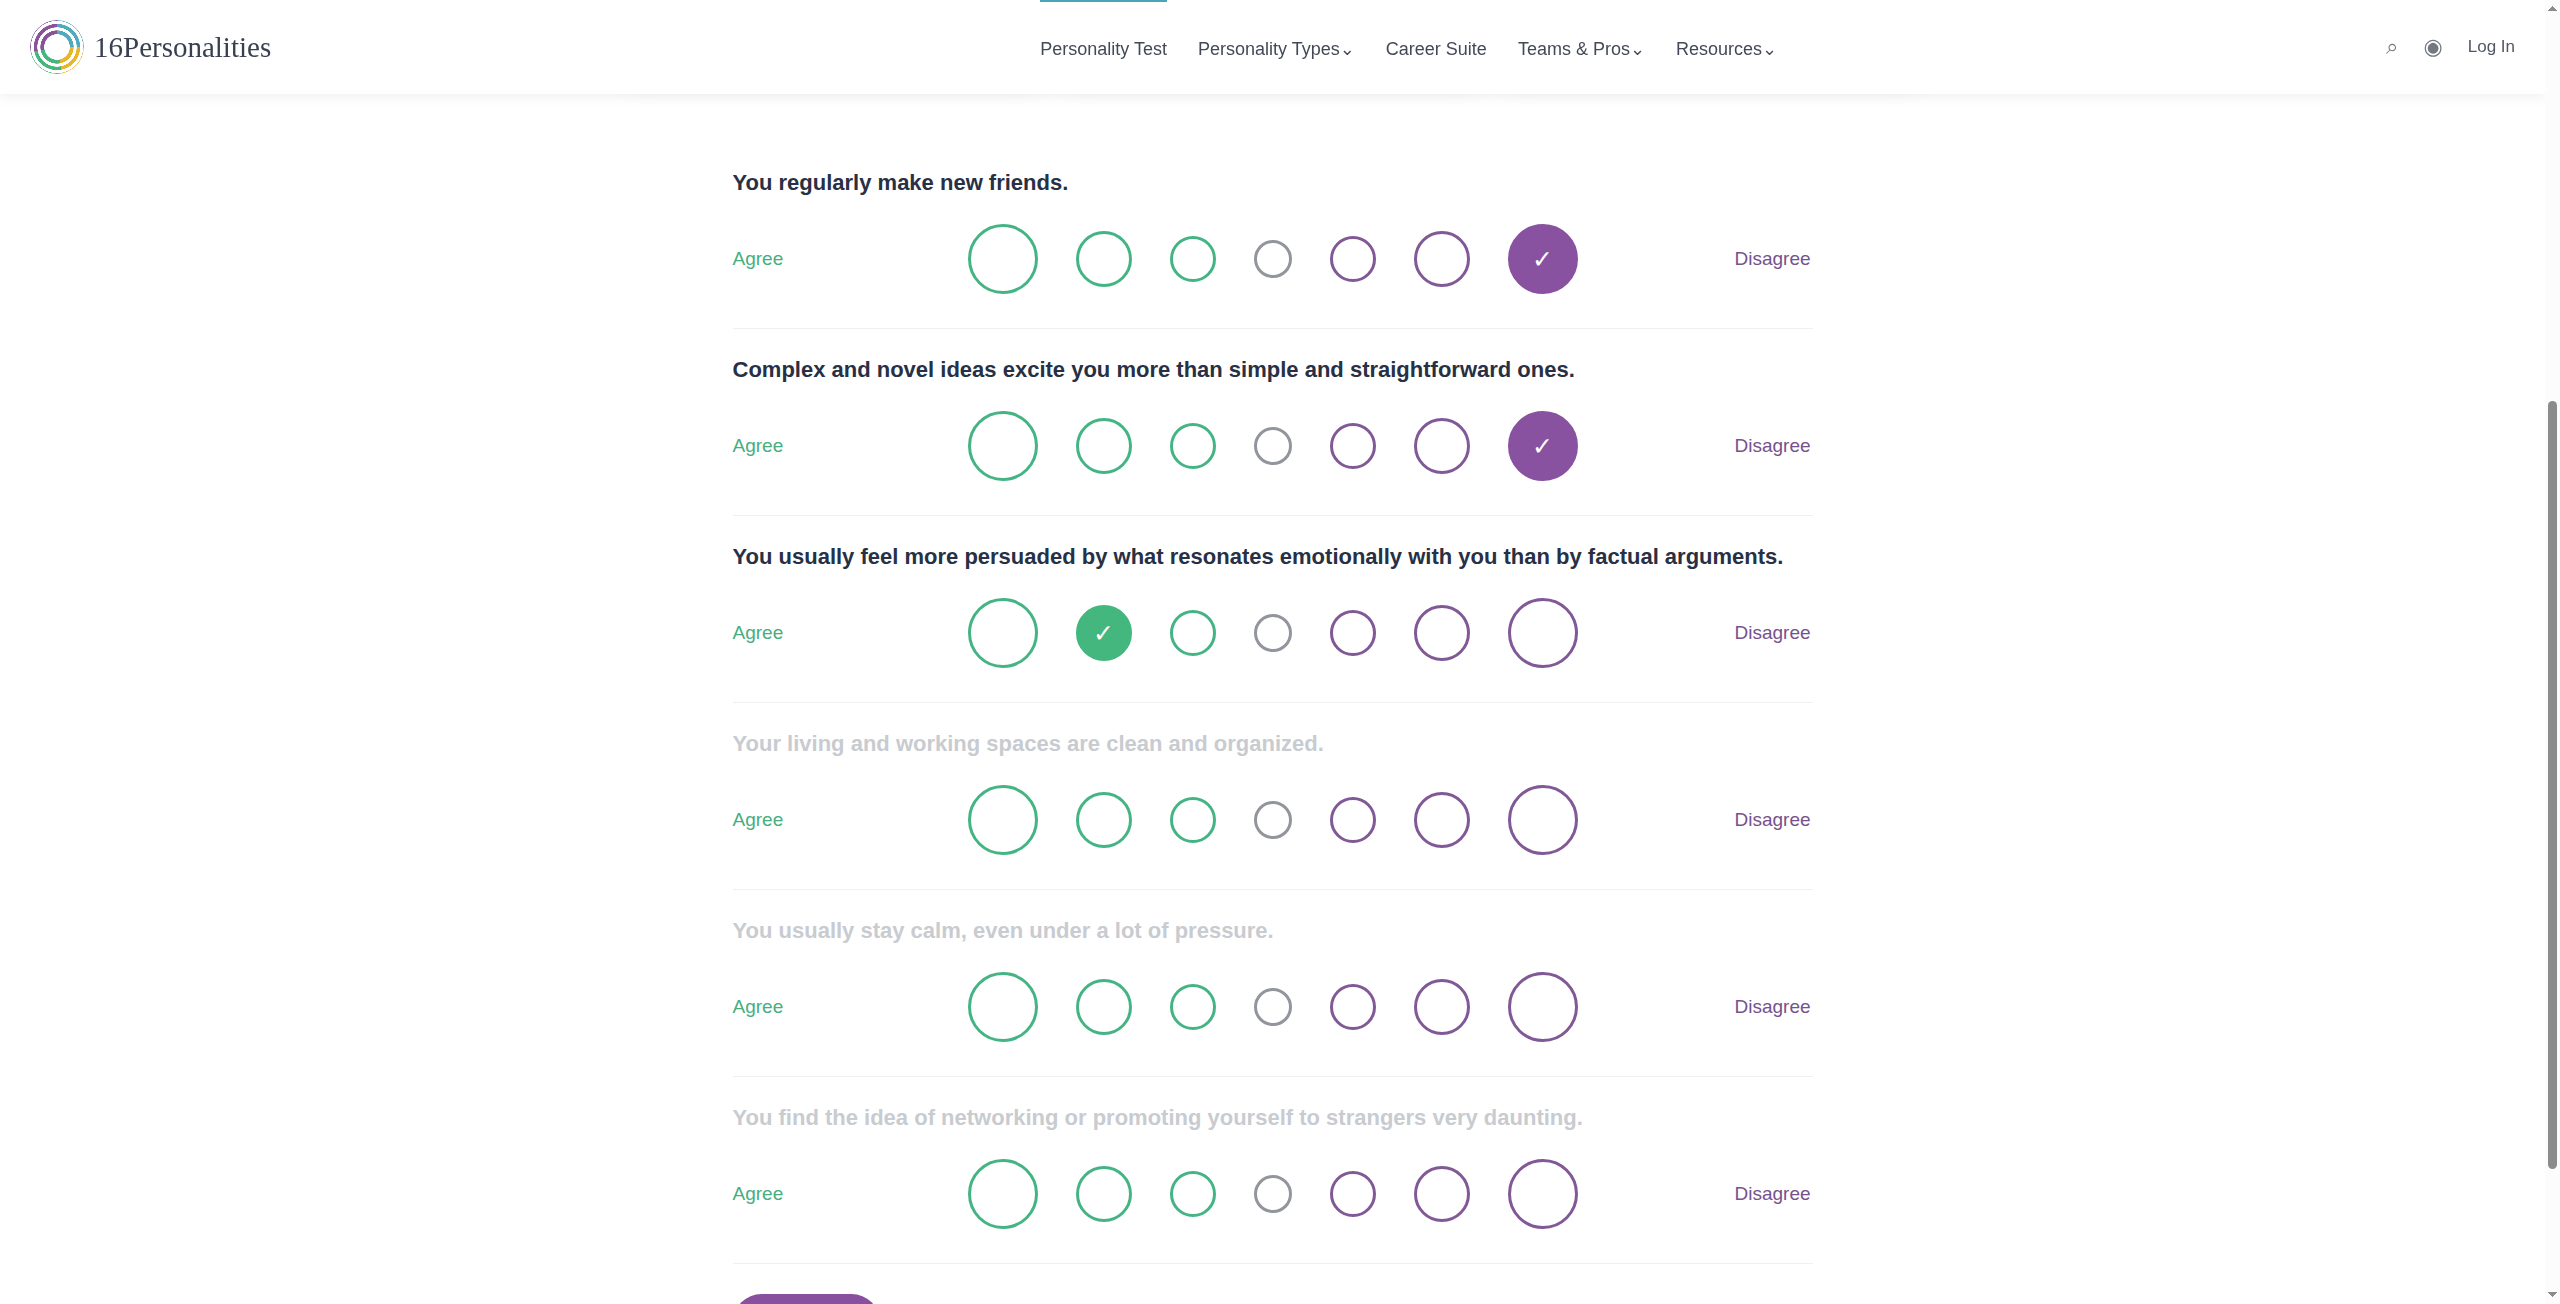 16Personalities
Personality Test Personality Types Career Suite Teams & Pros Resources Log In
You regularly make new friends.
Agree Disagree
Complex and novel ideas excite you more than simple and straightforward ones.
Agree Disagree
You usually feel more persuaded by what resonates emotionally with you than by factual arguments.
Agree Disagree
Your living and working spaces are clean and organized.
Agree Disagree
You usually stay calm, even under a lot of pressure.
Agree Disagree
You find the idea of networking or promoting yourself to strangers very daunting.
Agree Disagree